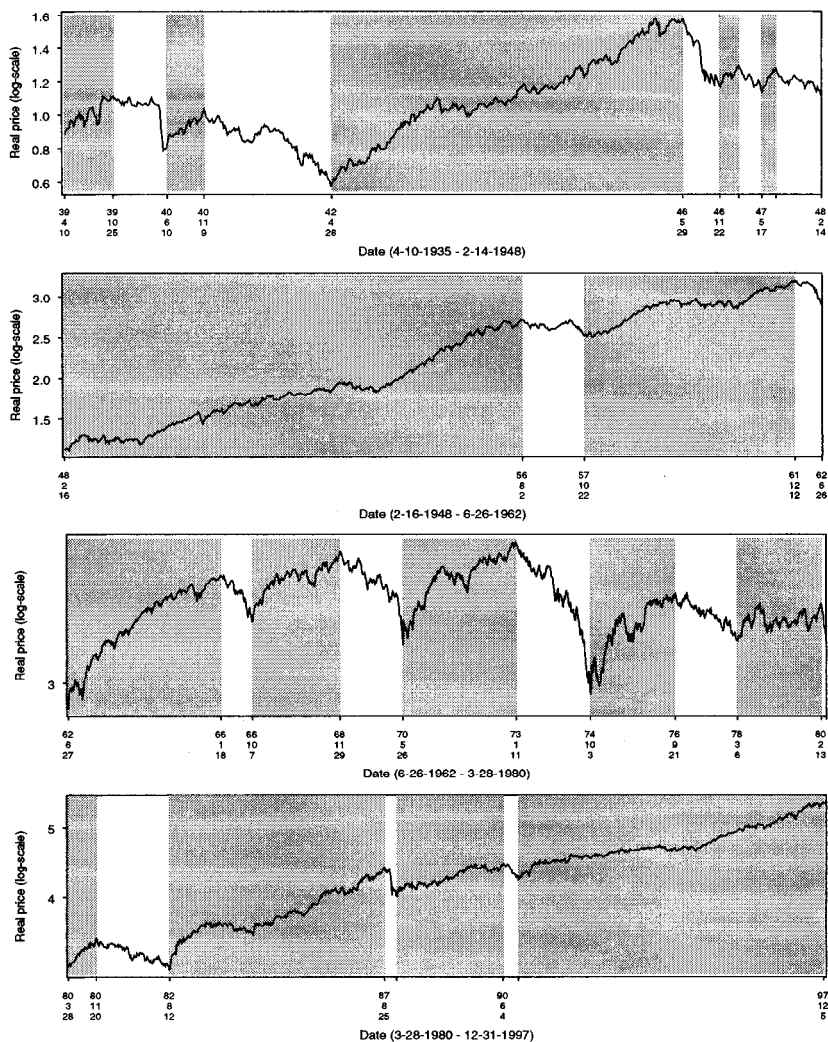 Real price (log-scale)
1.6
1.4
1.2
1.0
0.8
0.6
39 39 40 40 42 46 46 47 48
4 10 6 11 4 5 11 5 2
10 25 10 9 28 29 22 17 14
Date (4-10-1935 - 2-14-1948)
Real price (log-scale)
3.0
2.5
2.0
1.5
48 56 57 61 62
2 8 10 12 6
16 2 22 12 26
Date (2-16-1948 - 6-26-1962)
Real price (log-scale)
3
62 66 66 68 70 73 74 76 78 80
6 1 10 11 5 1 10 9 3 2
27 18 7 29 26 11 3 21 6 13
Date (6-26-1962 - 3-28-1980)
Real price (log-scale)
5
4
80 80 82 87 90 97
3 11 8 8 6 12
28 20 12 25 4 5
Date (3-28-1980 - 12-31-1997)